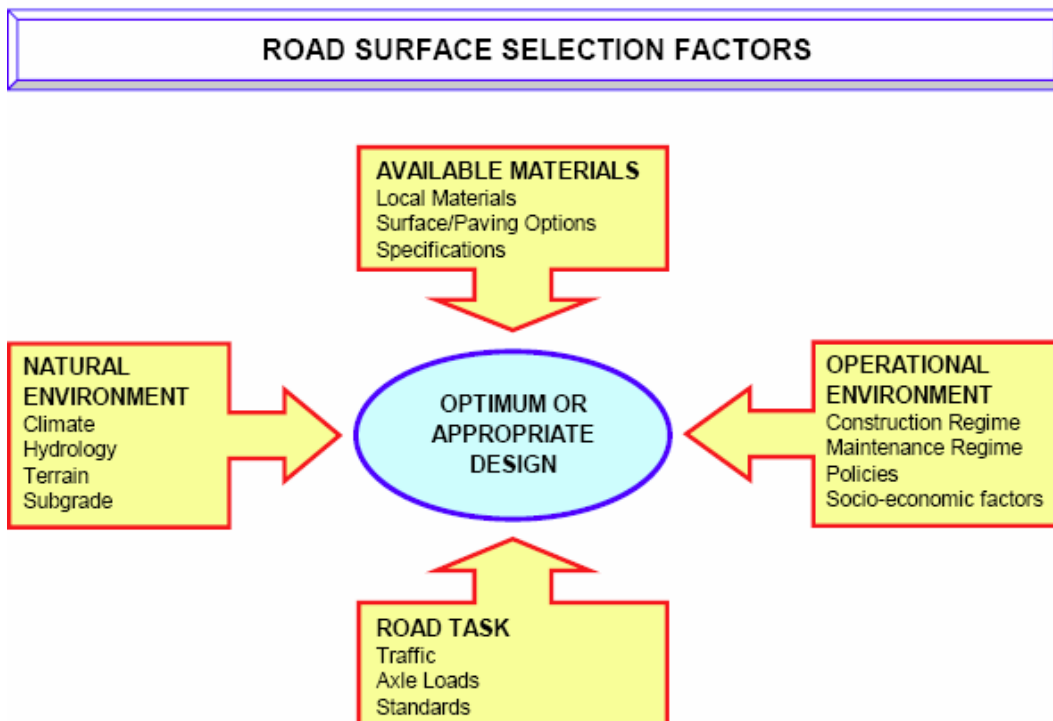 ROAD SURFACE SELECTION FACTORS
AVAILABLE MATERIALS
Local Materials
Surface/Paving Options
Specifications
NATURAL
ENVIRONMENT
Climate
Hydrology
Terrain
Subgrade
OPTIMUM OR
APPROPRIATE
DESIGN
OPERATIONAL
ENVIRONMENT
Construction Regime
Maintenance Regime
Policies
Socio-economic factors
ROAD TASK
Traffic
Axle Loads
Standards